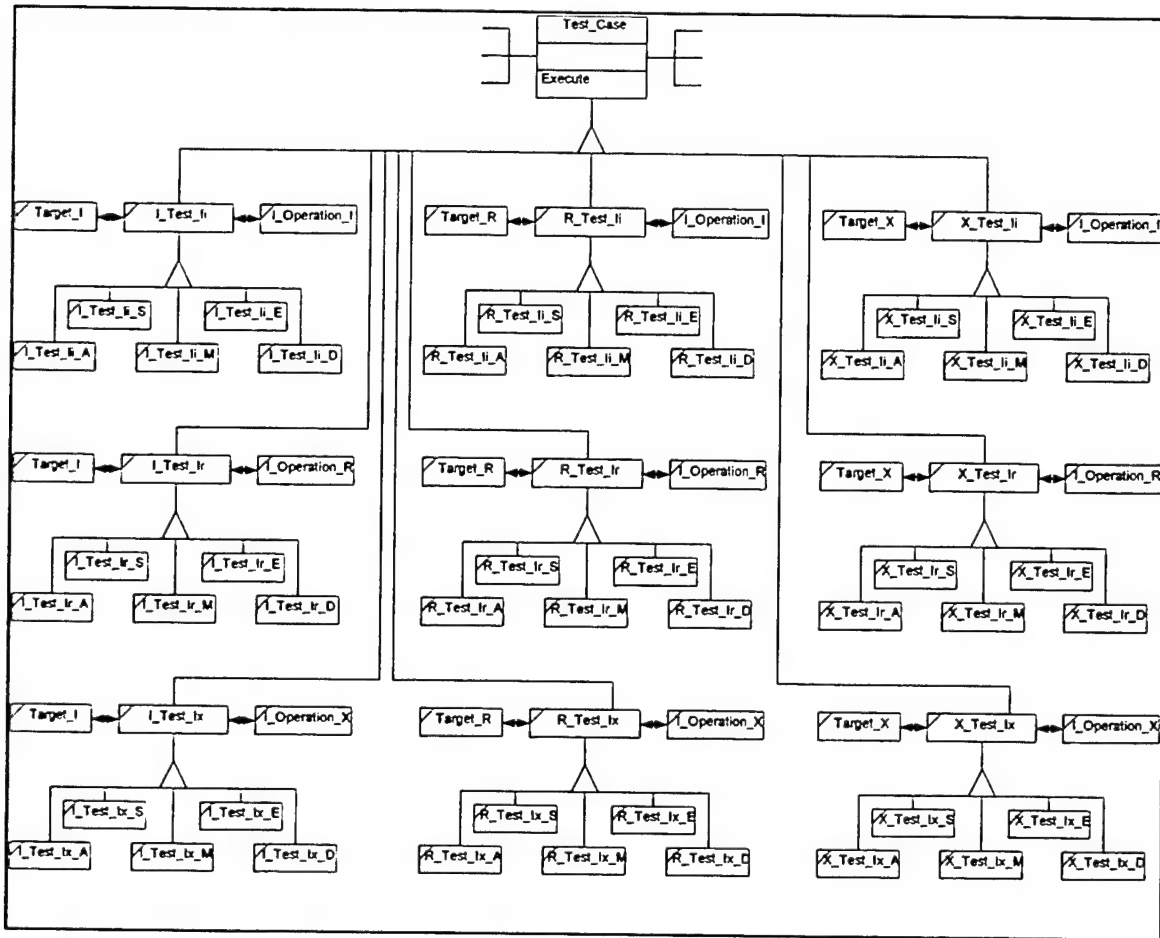 Test_Case
Execute
Target_I
I_Test_Ii
I_Operation_I
Target_R
R_Test_Ii
I_Operation_I
Target_X
X_Test_Ii
I_Operation_I
I_Test_Ii_S
I_Test_Ii_E
R_Test_Ii_S
R_Test_Ii_E
X_Test_Ii_S
X_Test_Ii_E
I_Test_Ii_A
I_Test_Ii_M
I_Test_Ii_D
R_Test_Ii_A
R_Test_Ii_M
R_Test_Ii_D
X_Test_Ii_A
X_Test_Ii_M
X_Test_Ii_D
Target_I
I_Test_Ir
I_Operation_R
Target_R
R_Test_Ir
I_Operation_R
Target_X
X_Test_Ir
I_Operation_R
I_Test_Ir_S
I_Test_Ir_E
R_Test_Ir_S
R_Test_Ir_E
X_Test_Ir_S
X_Test_Ir_E
I_Test_Ir_A
I_Test_Ir_M
I_Test_Ir_D
R_Test_Ir_A
R_Test_Ir_M
R_Test_Ir_D
X_Test_Ir_A
X_Test_Ir_M
X_Test_Ir_D
Target_I
I_Test_Ix
I_Operation_X
Target_R
R_Test_Ix
I_Operation_X
Target_X
X_Test_Ix
I_Operation_X
I_Test_Ix_S
I_Test_Ix_E
R_Test_Ix_S
R_Test_Ix_E
X_Test_Ix_S
X_Test_Ix_E
I_Test_Ix_A
I_Test_Ix_M
I_Test_Ix_D
R_Test_Ix_A
R_Test_Ix_M
R_Test_Ix_D
X_Test_Ix_A
X_Test_Ix_M
X_Test_Ix_D